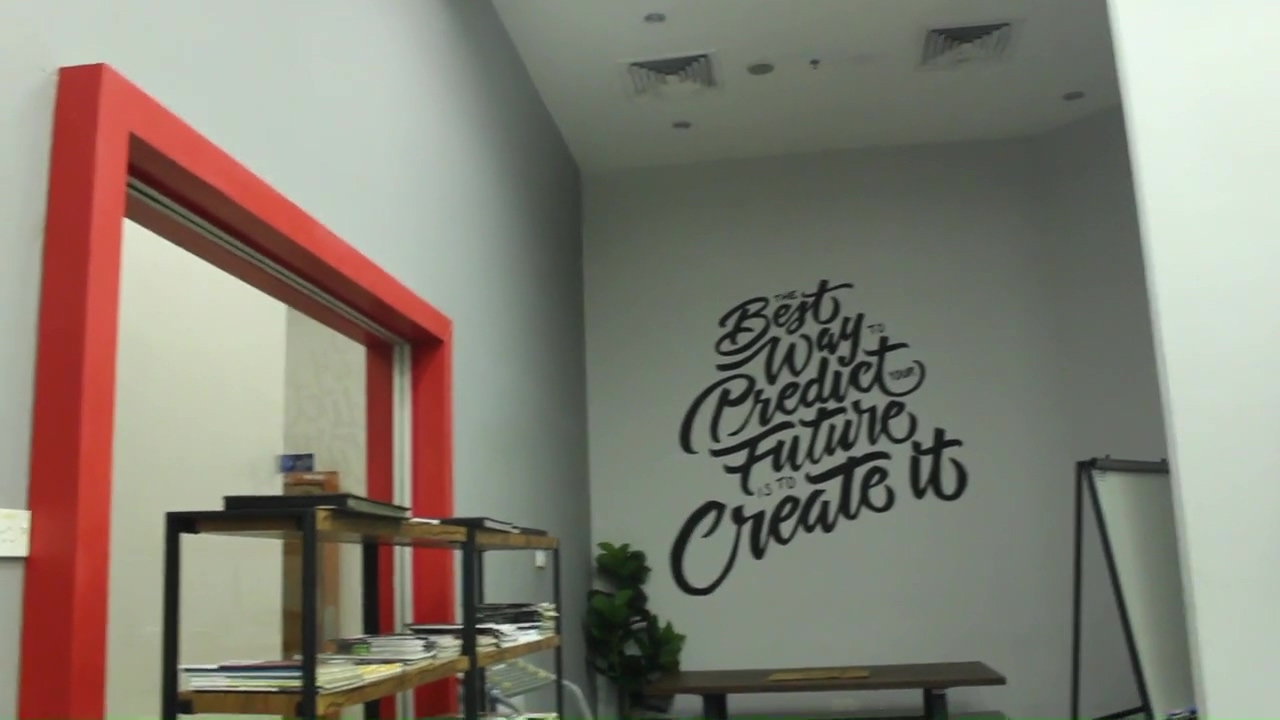 THE
Best
Way TO
Predict YOUR
Future
IS TO
Create it